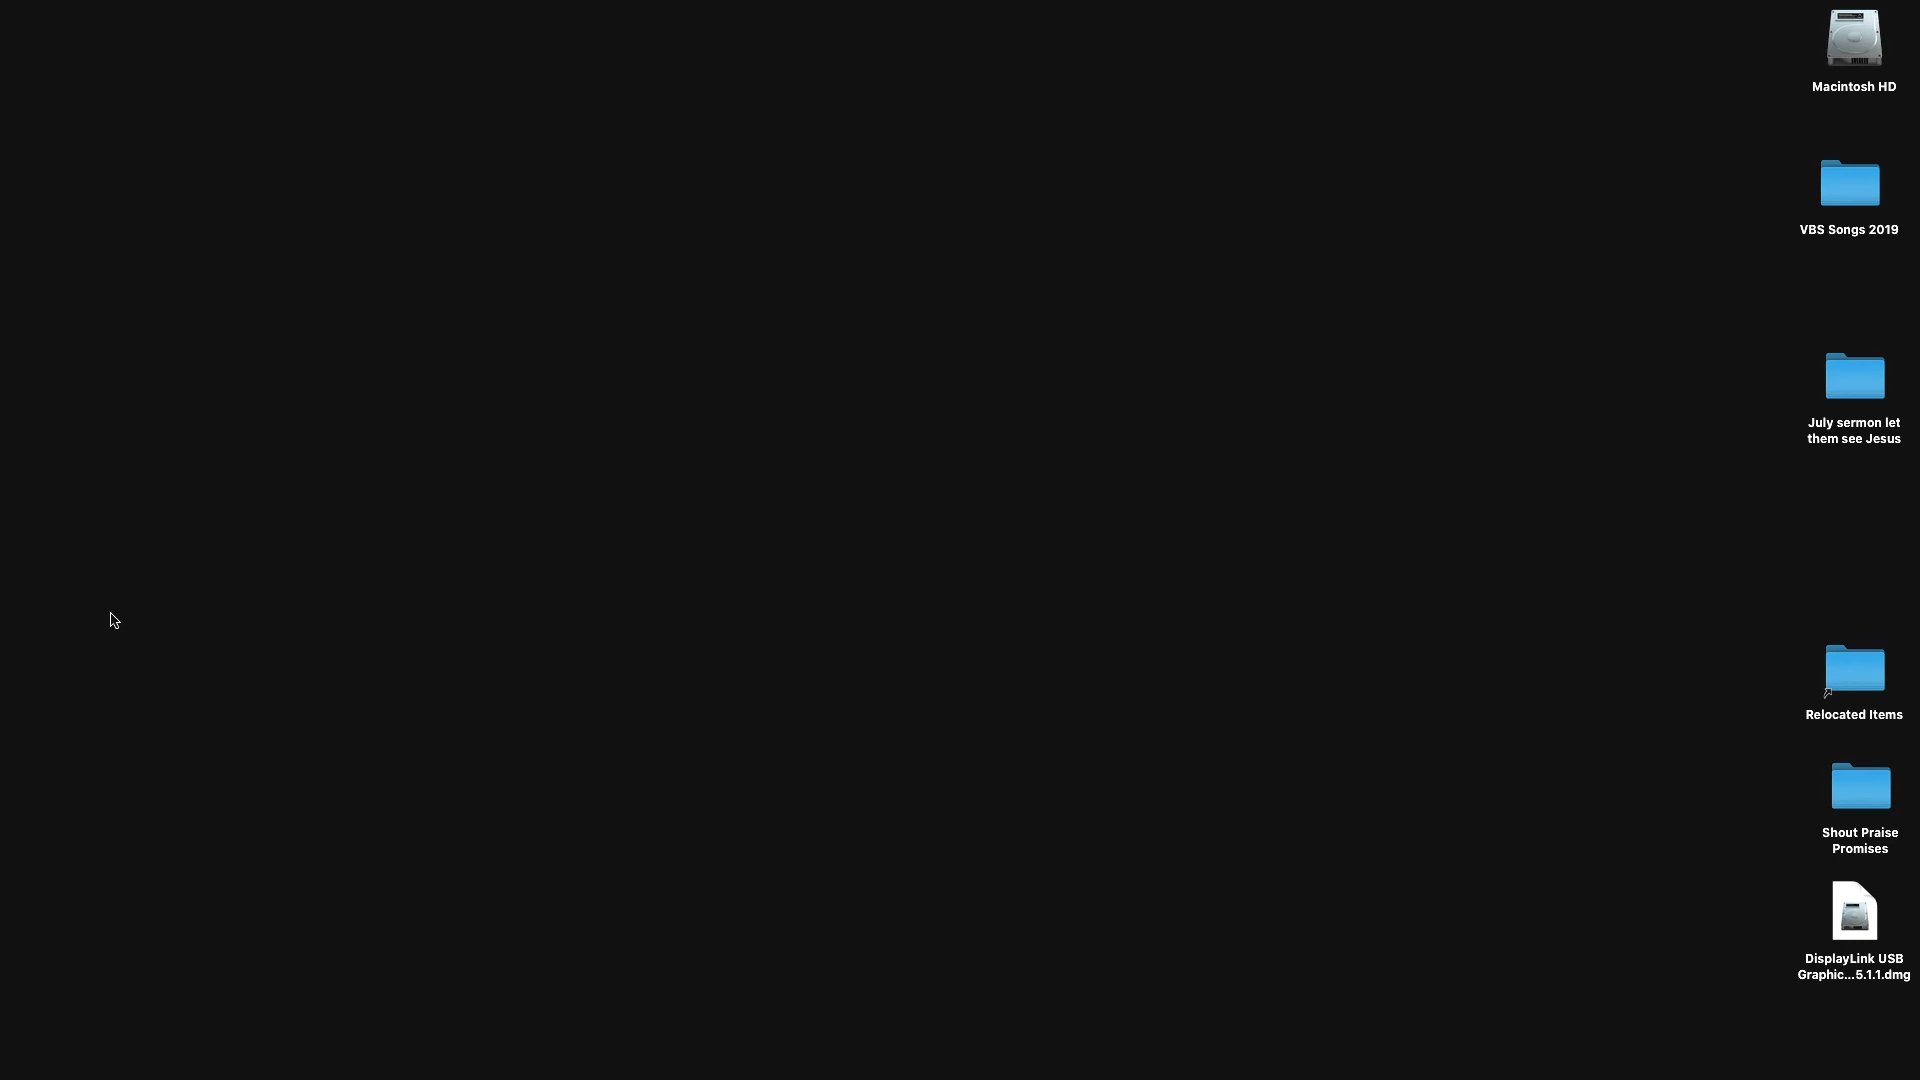 Macintosh HD
VBS Songs 2019
July sermon let
them see Jesus
Relocated Items
Shout Praise
Promises
DisplayLink USB
Graphic...5.1.1.dmg